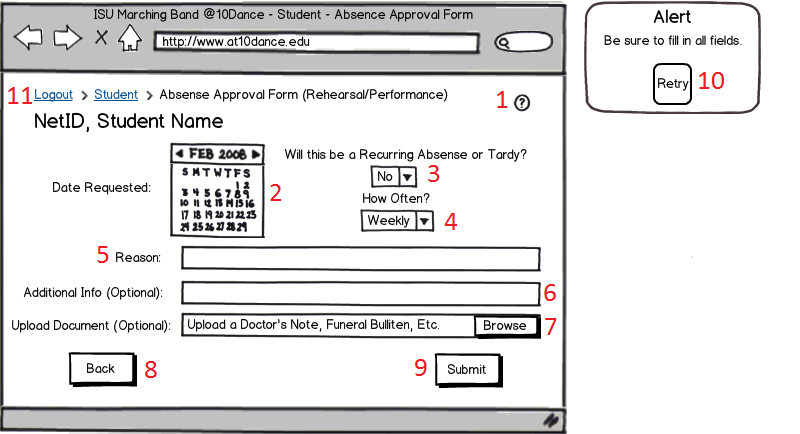 ISU Marching Band @10Dance - Student - Absence Approval Form
http://www.at10dance.edu
11 Logout > Student > Absense Approval Form (Rehearsal/Performance) 1 ?
NetID, Student Name
Date Requested:
FEB 2008
S M T W T F S
1 2
3 4 5 6 7 8 9
10 11 12 13 14 15 16
17 18 19 20 21 22 23
24 25 26 27 28 29
2
Will this be a Recurring Absense or Tardy?
No 3
How Often?
Weekly 4
5 Reason:
Additional Info (Optional): 6
Upload Document (Optional): Upload a Doctor's Note, Funeral Bulliten, Etc. Browse 7
Back 8
9 Submit
Alert
Be sure to fill in all fields.
Retry 10